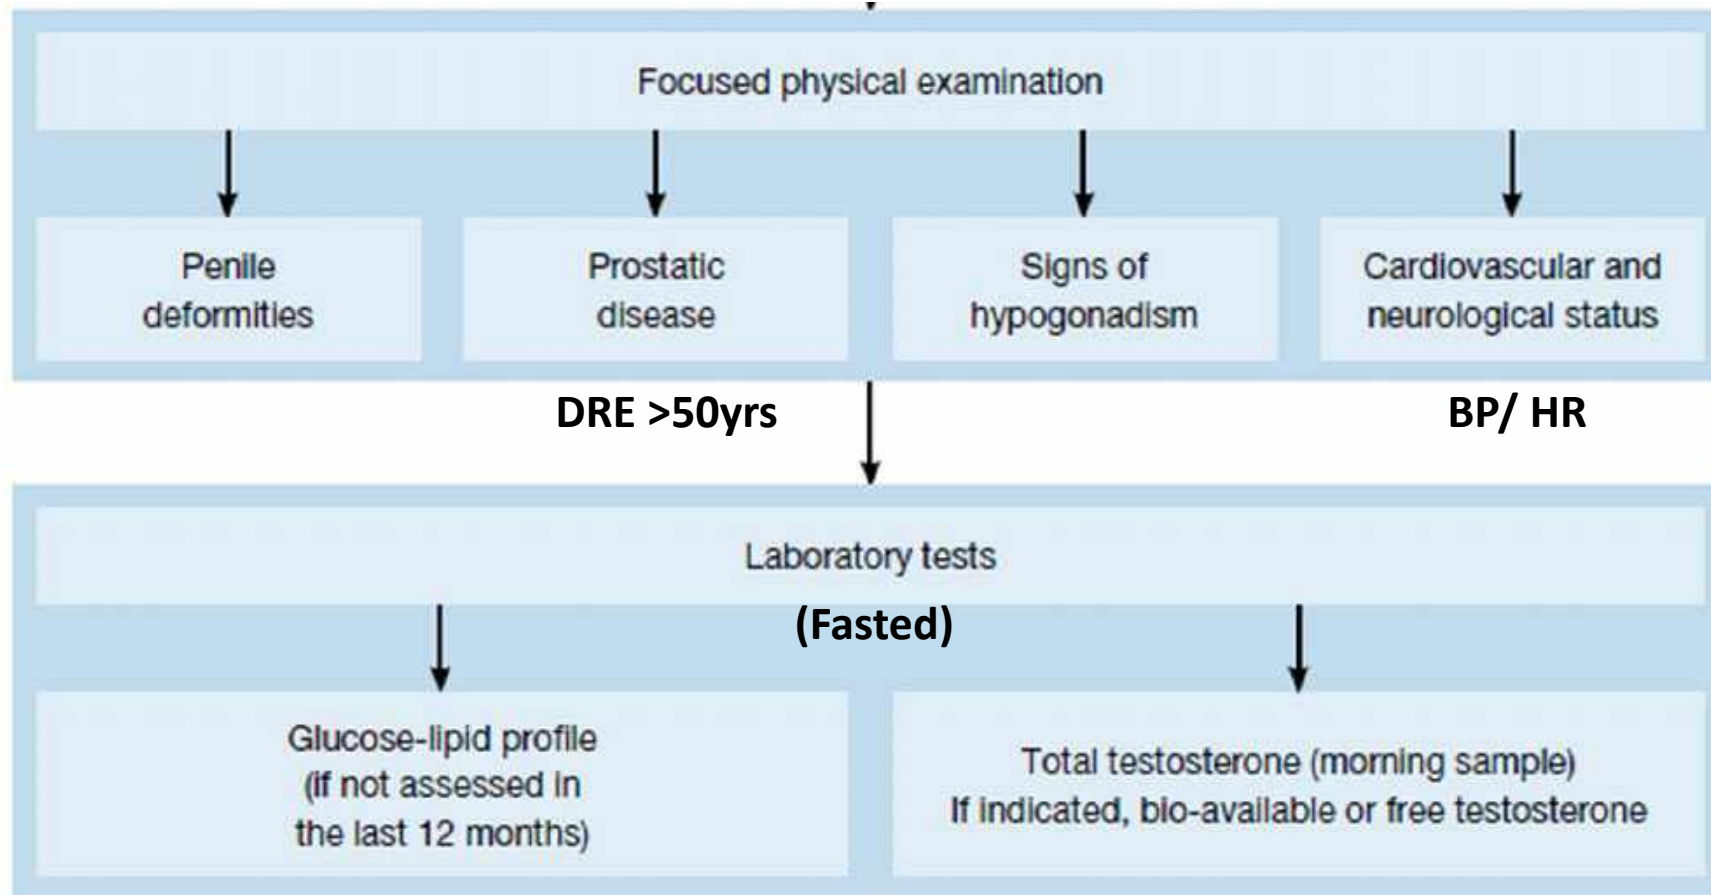 Focused physical examination
Penile
deformities
Prostatic
disease
Signs of
hypogonadism
Cardiovascular and
neurological status
DRE >50yrs
BP/ HR
Laboratory tests
(Fasted)
Glucose-lipid profile
(if not assessed in
the last 12 months)
Total testosterone (morning sample)
If indicated, bio-available or free testosterone